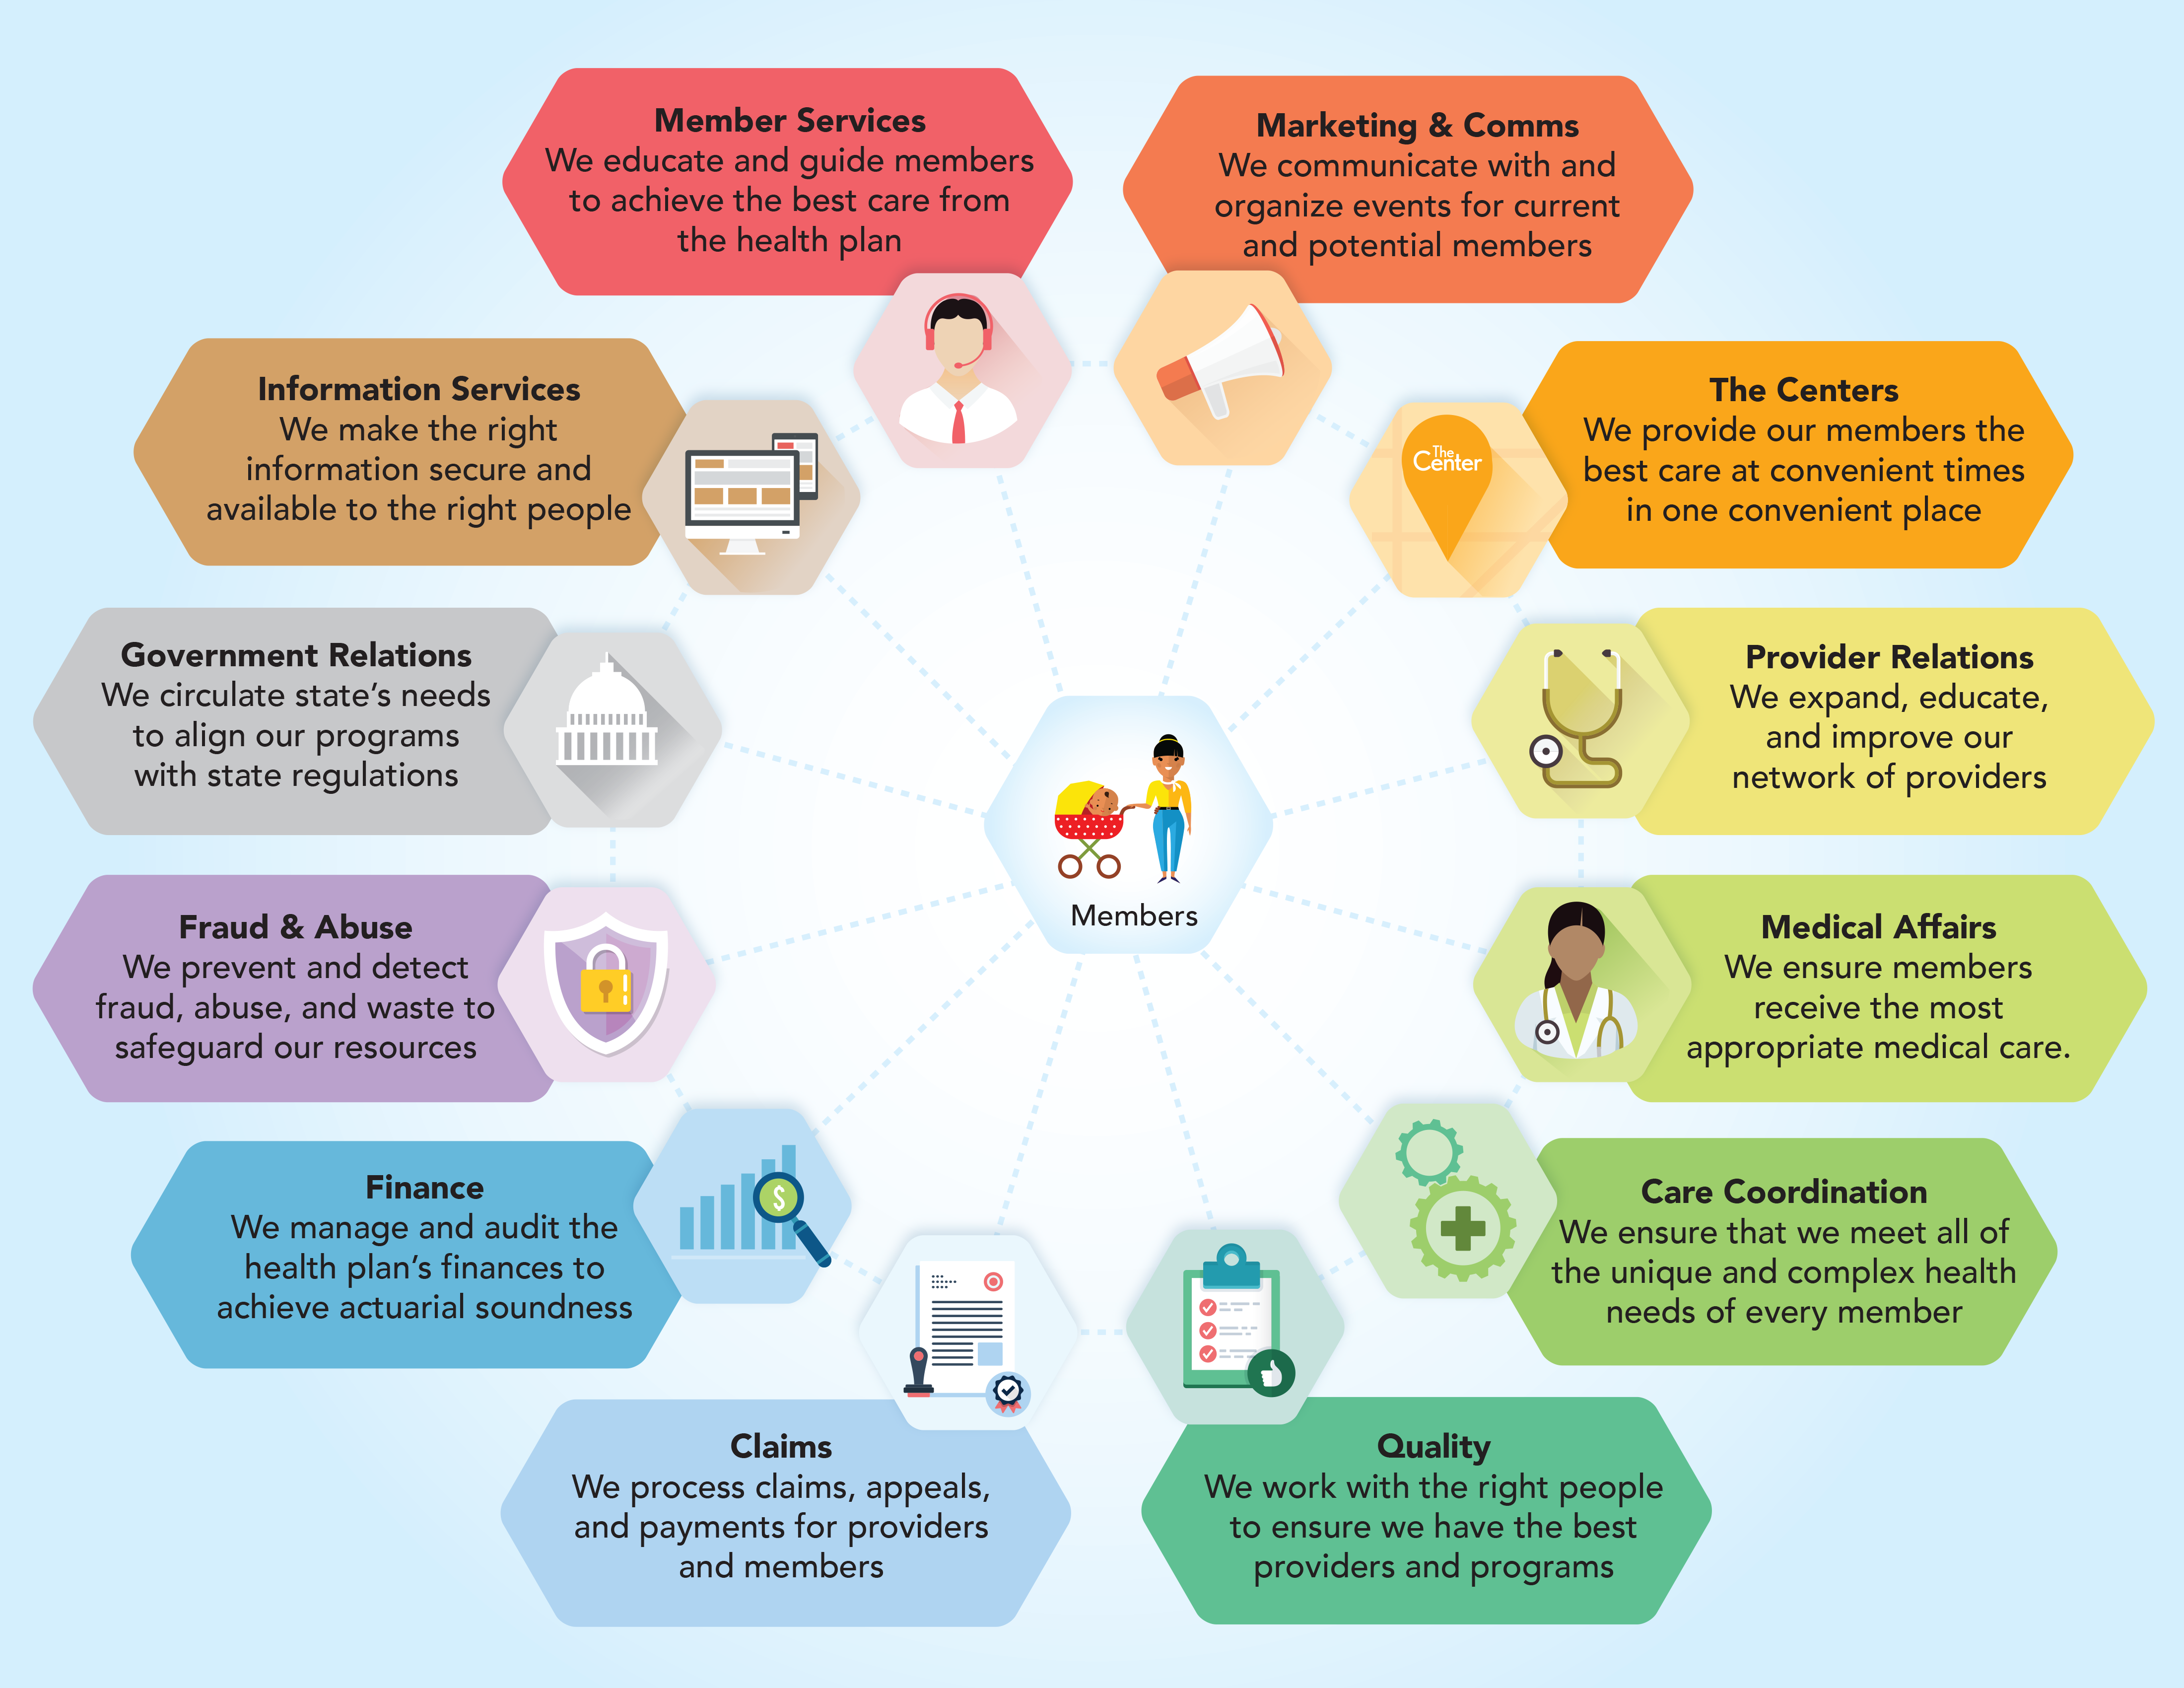 Member Services
We educate and guide members
to achieve the best care from
the health plan
Marketing & Comms
We communicate with and
organize events for current
and potential members
The Centers
We provide our members the
best care at convenient times
in one convenient place
The
Center
Provider Relations
We expand, educate,
and improve our
network of providers
Medical Affairs
We ensure members
receive the most
appropriate medical care.
Care Coordination
We ensure that we meet all of
the unique and complex health
needs of every member
Quality
We work with the right people
to ensure we have the best
providers and programs
Claims
We process claims, appeals,
and payments for providers
and members
Finance
We manage and audit the
health plan’s finances to
achieve actuarial soundness
$
Fraud & Abuse
We prevent and detect
fraud, abuse, and waste to
safeguard our resources
Government Relations
We circulate state’s needs
to align our programs
with state regulations
Information Services
We make the right
information secure and
available to the right people
Members